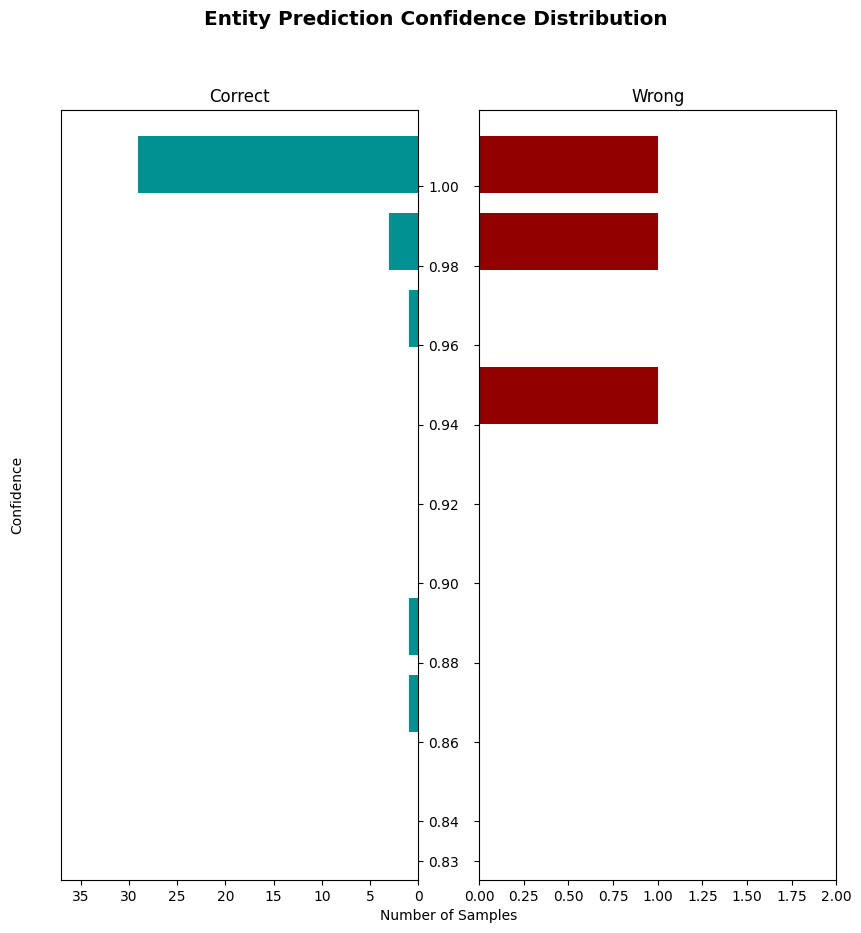 Entity Prediction Confidence Distribution
Correct
Wrong
1.00
0.98
0.96
0.94
0.92
0.90
0.88
0.86
0.84
0.83
Confidence
35 30 25 20 15 10 5 0
0.00 0.25 0.50 0.75 1.00 1.25 1.50 1.75 2.00
Number of Samples